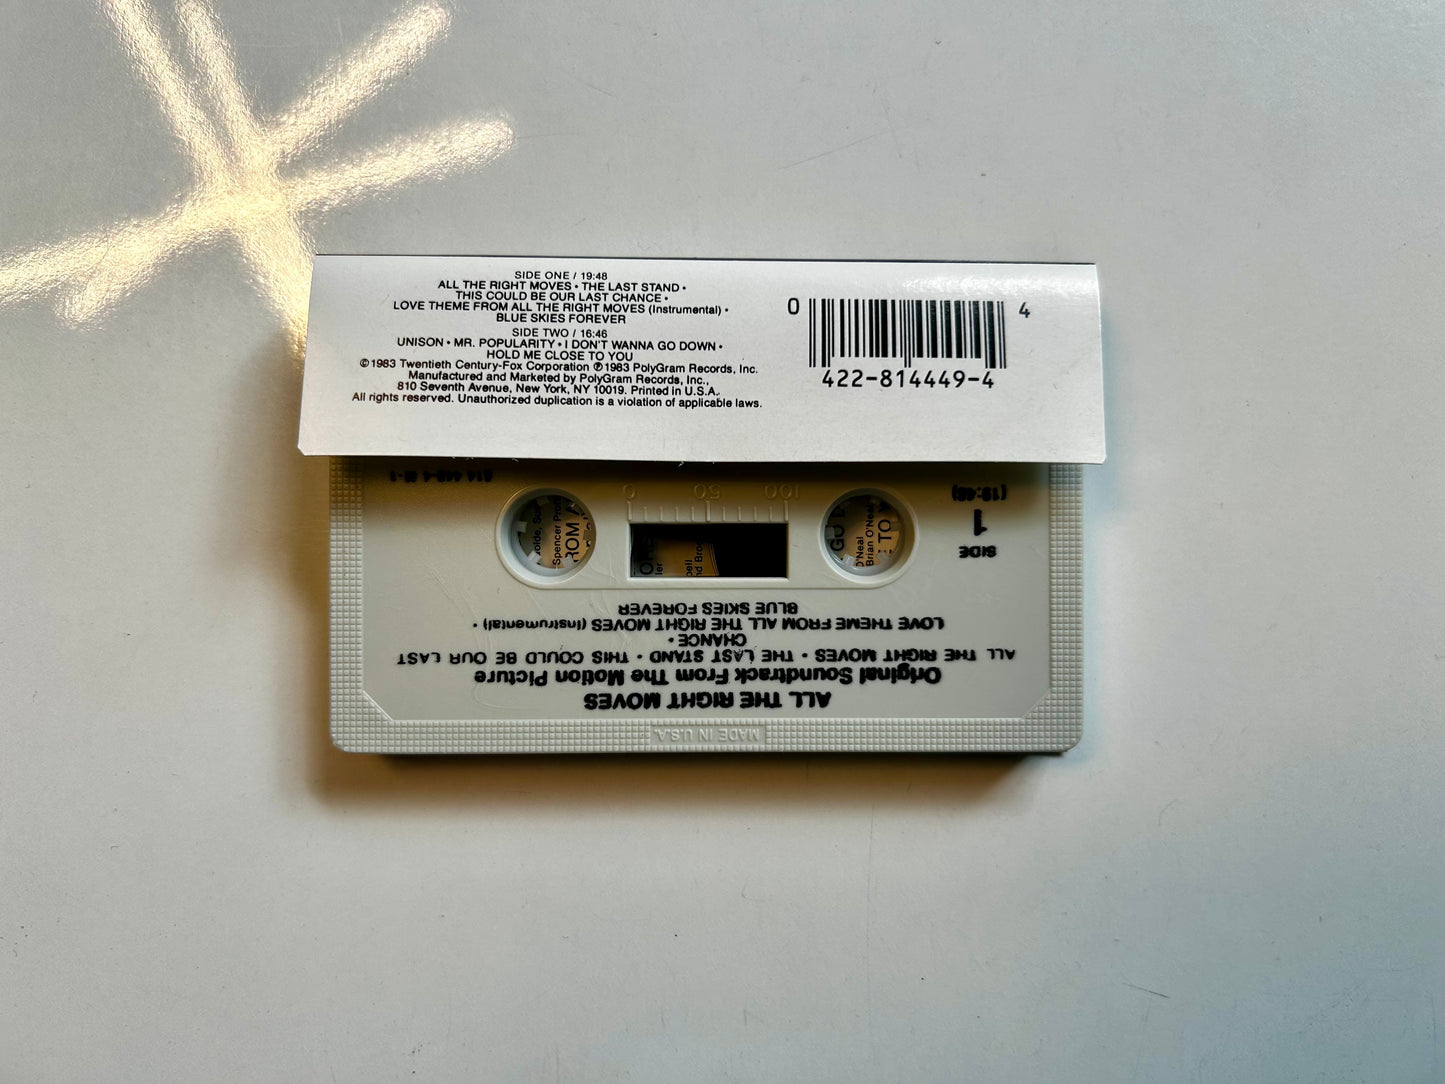 SIDE ONE / 19:48
ALL THE RIGHT MOVES • THE LAST STAND •
THIS COULD BE OUR LAST CHANCE •
LOVE THEME FROM ALL THE RIGHT MOVES (Instrumental) •
BLUE SKIES FOREVER
SIDE TWO / 16:46
UNISON • MR. POPULARITY • I DON'T WANNA GO DOWN •
HOLD ME CLOSE TO YOU
©1983 Twentieth Century-Fox Corporation ℗1983 PolyGram Records, Inc.
Manufactured and Marketed by PolyGram Records, Inc.,
810 Seventh Avenue, New York, NY 10019. Printed in U.S.A.
All rights reserved. Unauthorized duplication is a violation of applicable laws.
0 4
422-814449-4
MADE IN U.S.A.
ALL THE RIGHT MOVES
Original Soundtrack From The Motion Picture
ALL THE RIGHT MOVES • THE LAST STAND • THIS COULD BE OUR LAST
CHANCE •
LOVE THEME FROM ALL THE RIGHT MOVES (Instrumental) •
BLUE SKIES FOREVER
SIDE
1
(19:48)
100 50 0
Spencer
O'Neal
Brian O'Neal
TO